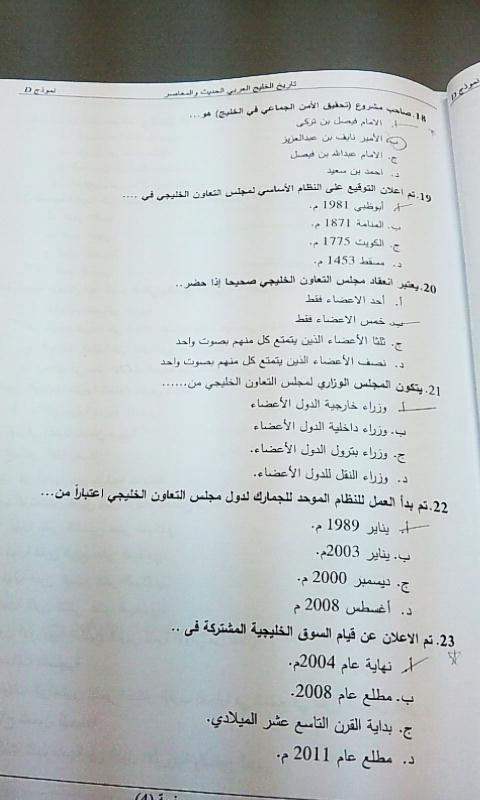 تاريخ الخليج العربي الحديث والمعاصر
نموذج D
نموذج D
18. صاحب مشروع (تحقيق الأمن الجماعي في الخليج) هو...
أ. الامام فيصل بن تركي
ب. الأمير نايف بن عبدالعزيز
ج. الامام عبدالله بن فيصل
د. احمد بن سعيد
19. تم اعلان التوقيع على النظام الأساسي لمجلس التعاون الخليجي في ....
أ. أبوظبي 1981 م.
ب. المنامة 1871 م.
ج. الكويت 1775 م.
د. مسقط 1453 م.
20. يعتبر انعقاد مجلس التعاون الخليجي صحيحا إذا حضر..
أ. أحد الاعضاء فقط
ب. خمس الاعضاء فقط
ج. ثلثا الأعضاء الذين يتمتع كل منهم بصوت واحد
د. نصف الأعضاء الذين يتمتع كل منهم بصوت واحد
21. يتكون المجلس الوزاري لمجلس التعاون الخليجي من......
أ. وزراء خارجية الدول الأعضاء
ب. وزراء داخلية الدول الأعضاء
ج. وزراء بترول الدول الأعضاء.
د. وزراء النقل للدول الأعضاء.
22. تم بدأ العمل للنظام الموحد للجمارك لدول مجلس التعاون الخليجي اعتباراً من...
أ. يناير 1989 م.
ب. يناير 2003م.
ج. ديسمبر 2000 م.
د. أغسطس 2008 م
23. تم الاعلان عن قيام السوق الخليجية المشتركة فى ..
أ. نهاية عام 2004م.
ب. مطلع عام 2008.
ج. بداية القرن التاسع عشر الميلادي.
د. مطلع عام 2011 م.
(4)